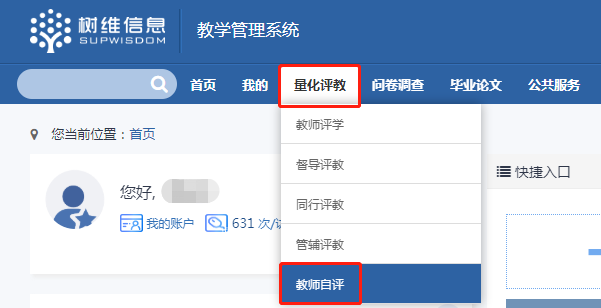 树维信息
SUPWISDOM
教学管理系统
首页 我的 量化评教 问卷调查 毕业论文 公共服务
您当前位置：首页
教师评学
督导评教
同行评教
管辅评教
教师自评
您好,
我的账户 631 次/
快捷入口